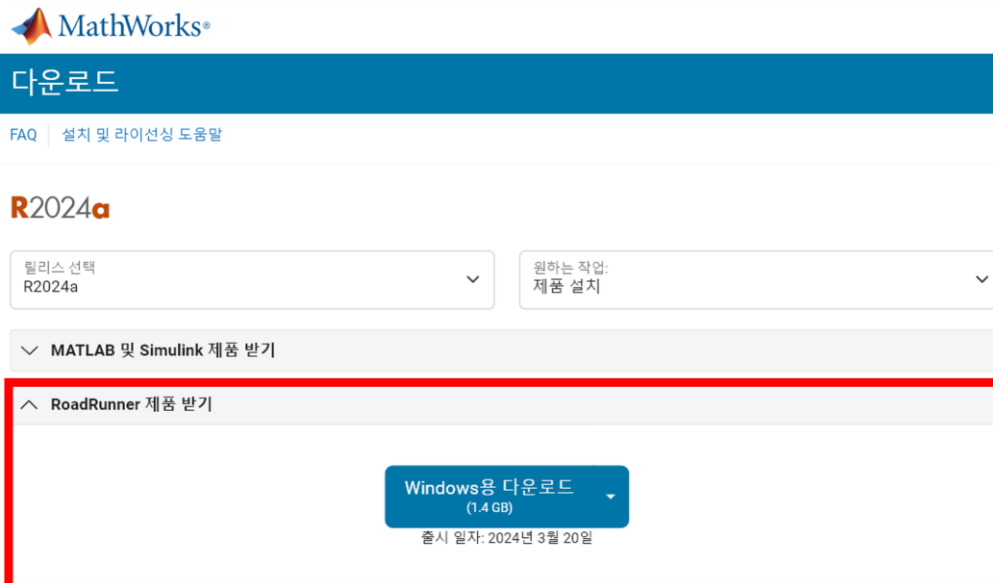 MathWorks®
다운로드
FAQ 설치 및 라이선싱 도움말
R2024a
릴리스 선택
R2024a
원하는 작업:
제품 설치
MATLAB 및 Simulink 제품 받기
RoadRunner 제품 받기
Windows용 다운로드
(1.4 GB)
출시 일자: 2024년 3월 20일